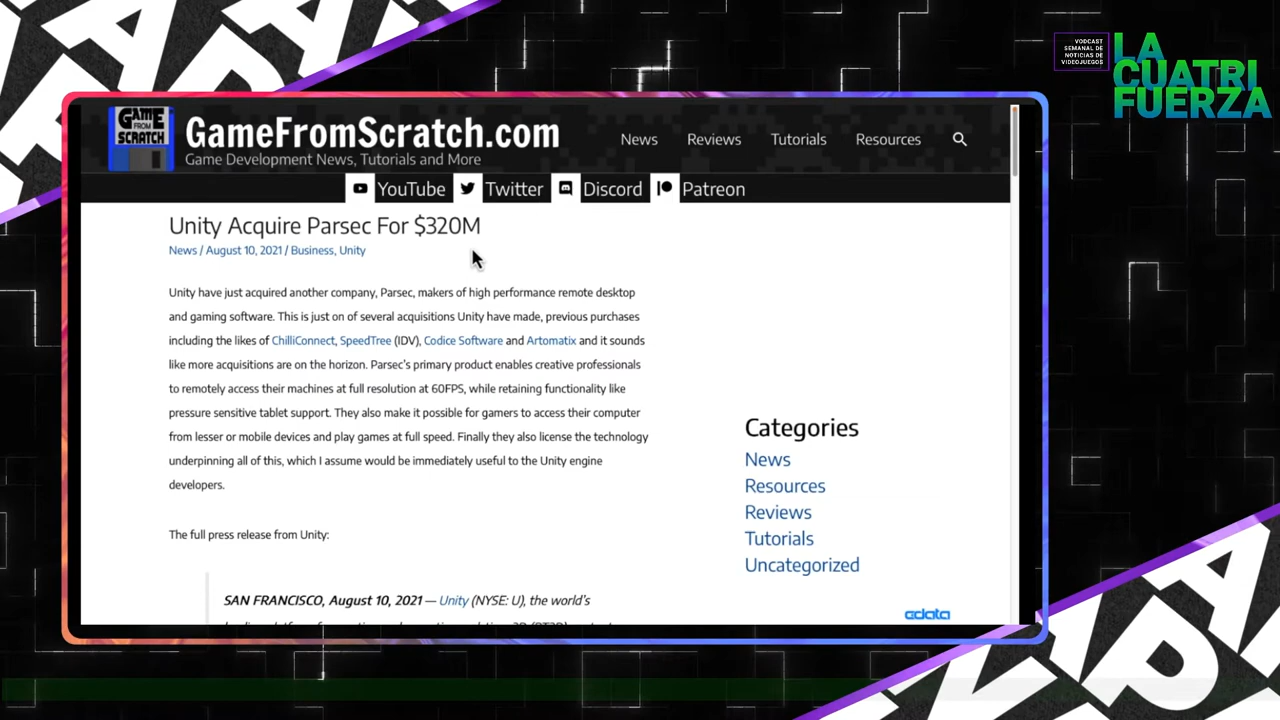 VODCAST
SEMANAL DE
NOTICIAS DE
VIDEOJUEGOS
LA
CUATRI
FUERZA
GAME
FROM
SCRATCH
GameFromScratch.com
Game Development News, Tutorials and More
News Reviews Tutorials Resources
YouTube Twitter Discord Patreon
Unity Acquire Parsec For $320M
News / August 10, 2021 / Business, Unity
Unity have just acquired another company, Parsec, makers of high performance remote desktop
and gaming software. This is just on of several acquisitions Unity have made, previous purchases
including the likes of ChilliConnect, SpeedTree (IDV), Codice Software and Artomatix and it sounds
like more acquisitions are on the horizon. Parsec's primary product enables creative professionals
to remotely access their machines at full resolution at 60FPS, while retaining functionality like
pressure sensitive tablet support. They also make it possible for gamers to access their computer
from lesser or mobile devices and play games at full speed. Finally they also license the technology
underpinning all of this, which I assume would be immediately useful to the Unity engine
developers.
The full press release from Unity:
SAN FRANCISCO, August 10, 2021 — Unity (NYSE: U), the world's
Categories
News
Resources
Reviews
Tutorials
Uncategorized
cdata